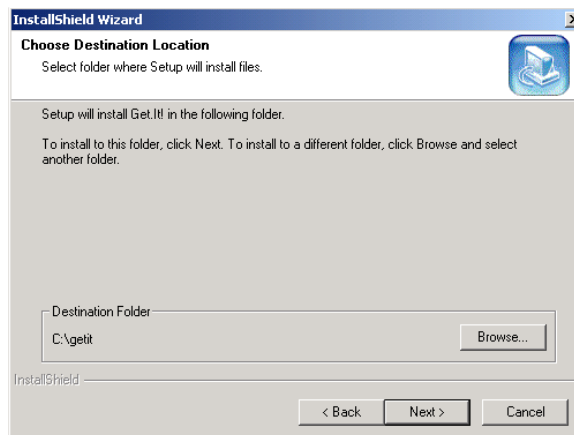 InstallShield Wizard
Choose Destination Location
Select folder where Setup will install files.
Setup will install Get.It! in the following folder.
To install to this folder, click Next. To install to a different folder, click Browse and select
another folder.
Destination Folder
C:\getit
Browse...
InstallShield
< Back
Next >
Cancel